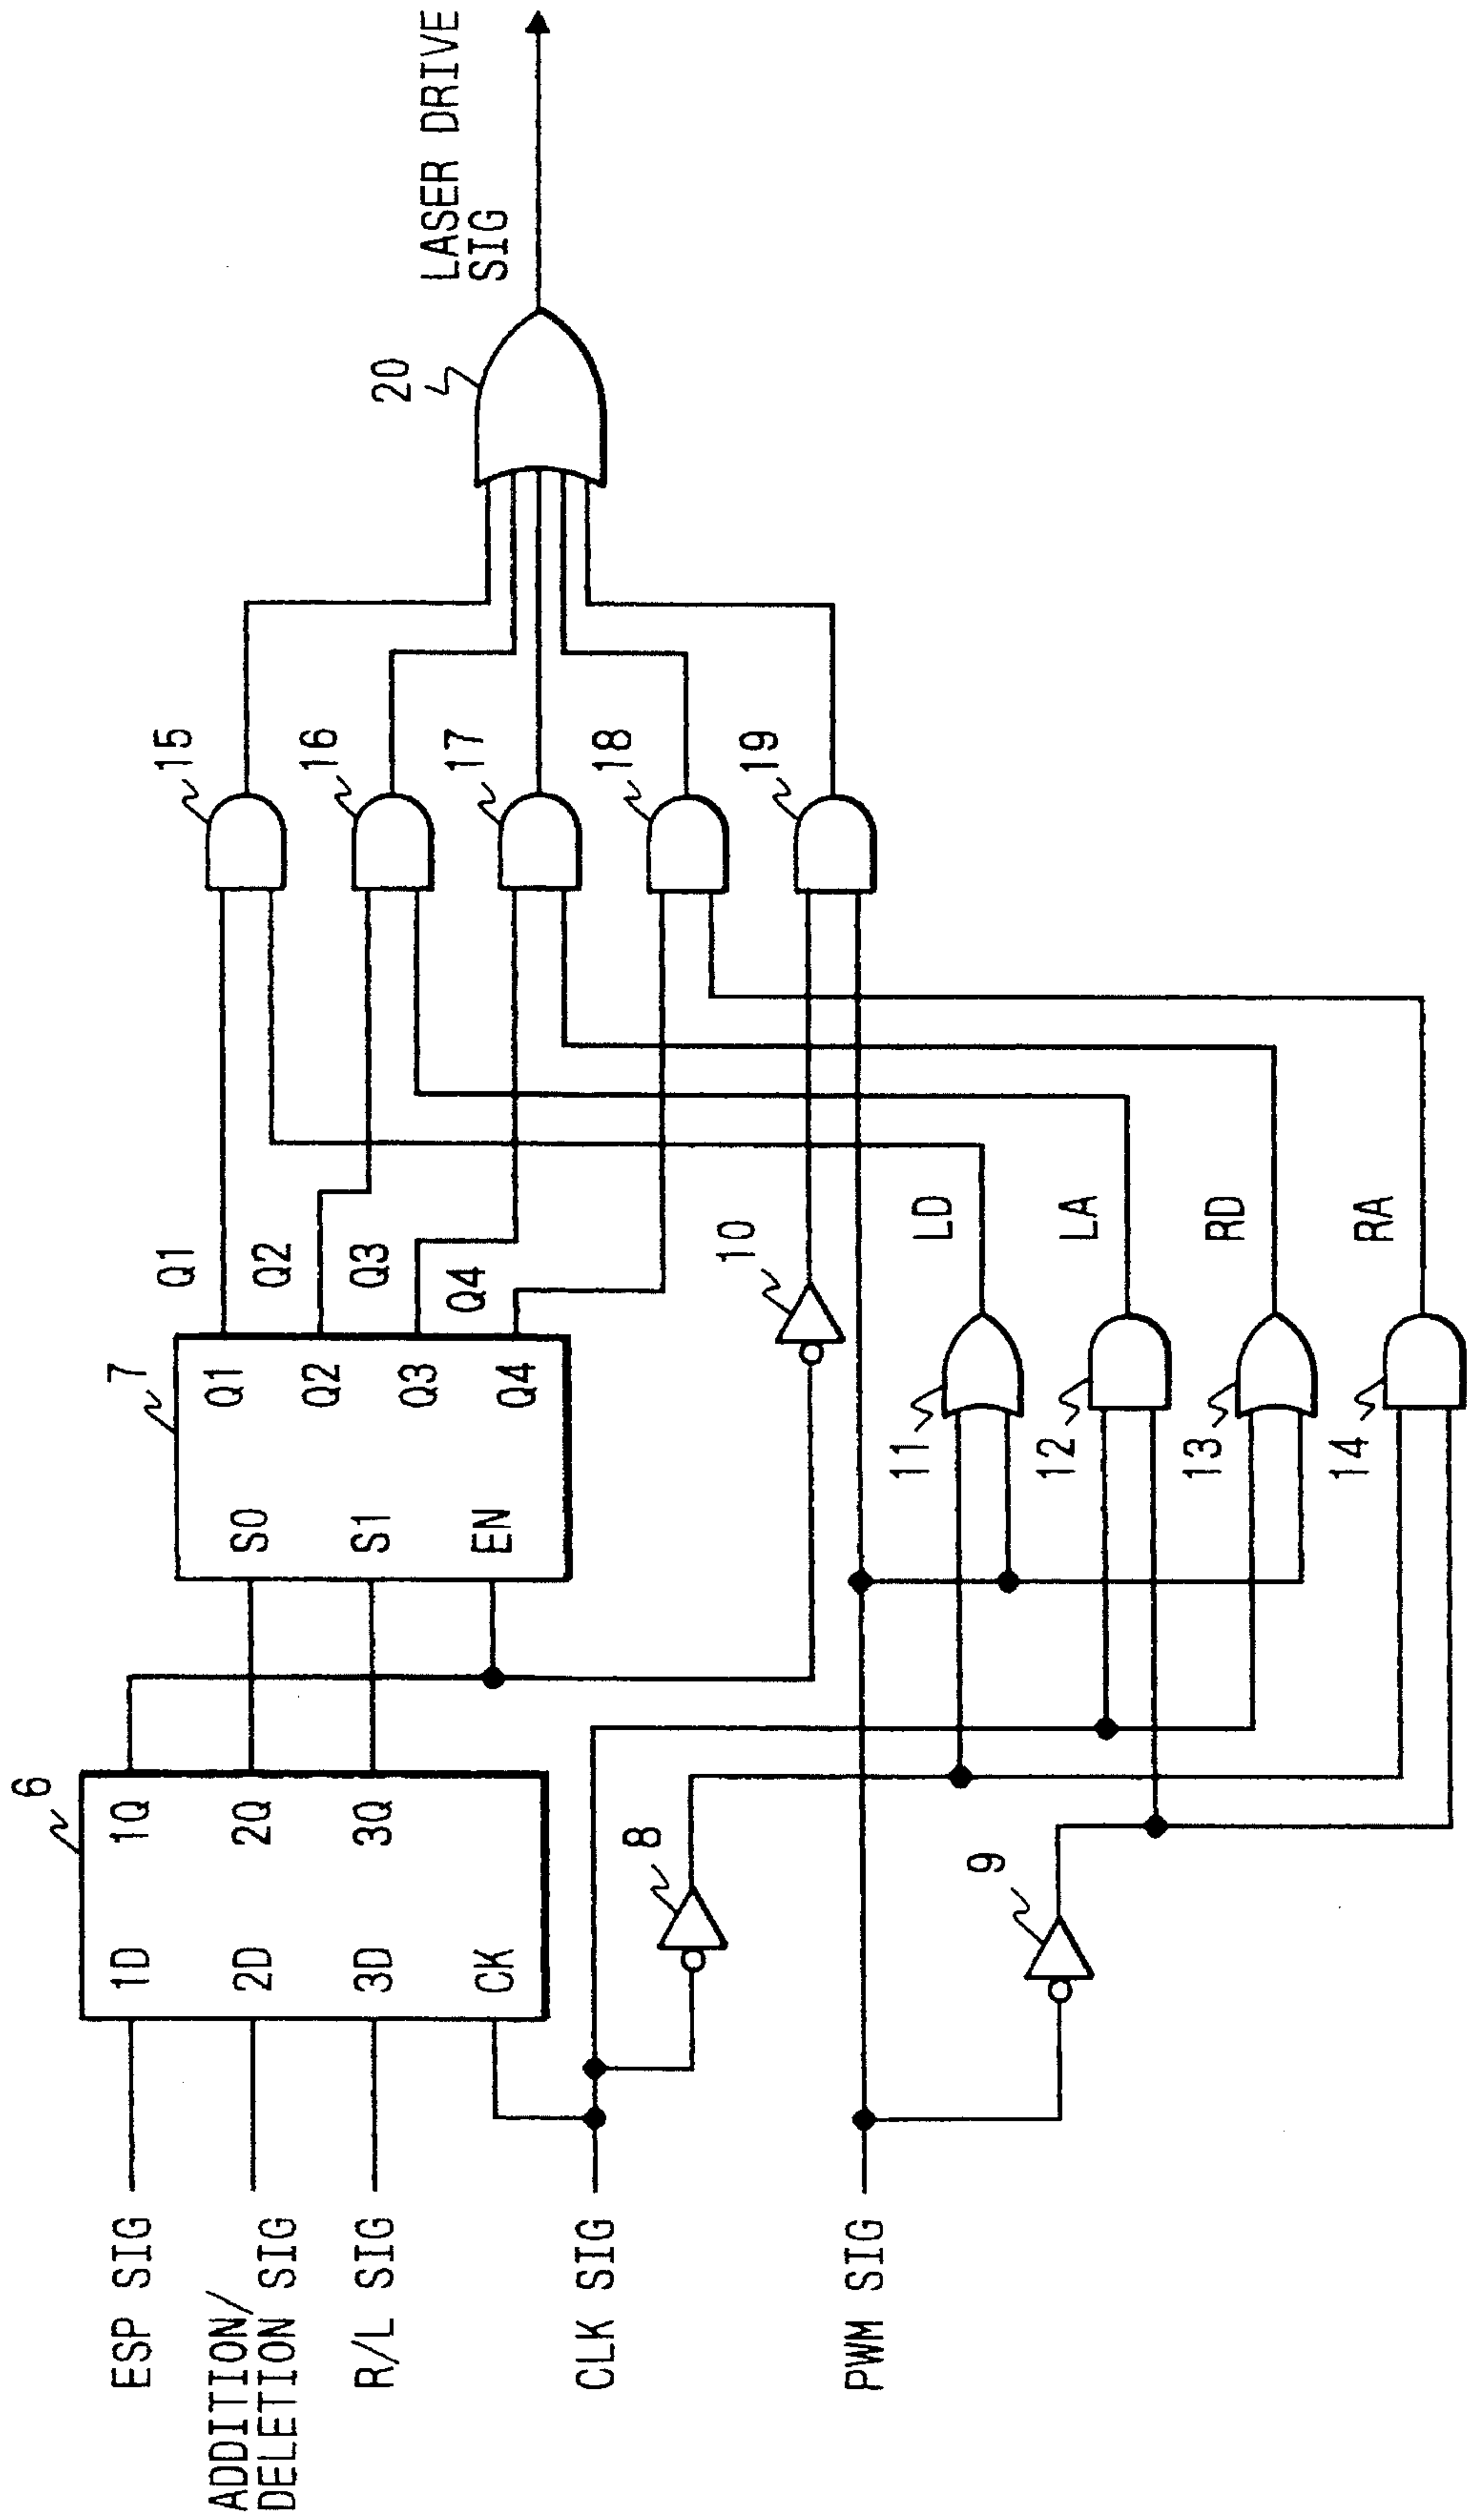 ESP SIG
ADDITION/
DELETION SIG
R/L SIG
CLK SIG
PWM SIG
6
1D
2D
3D
CK
1Q
2Q
3Q
8
9
7
S0
S1
EN
Q1
Q2
Q3
Q4
Q1
Q2
Q3
Q4
10
11
12
13
14
LD
LA
RD
RA
15
16
17
18
19
20
LASER DRIVE
SIG